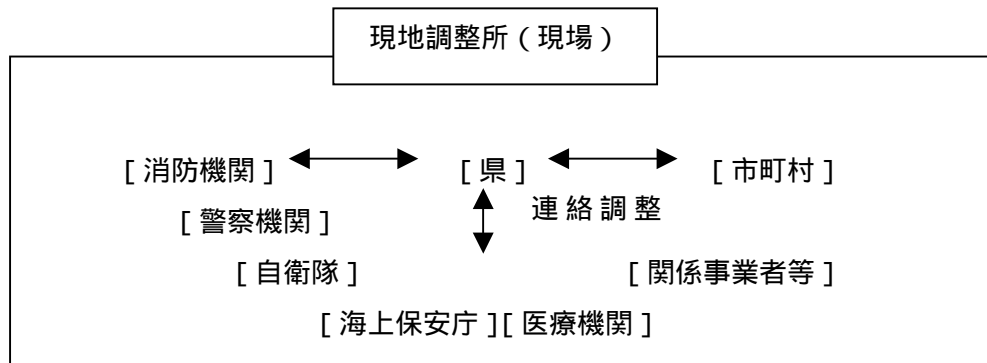 現地調整所(現場)
[消防機関] [県] [市町村]
[警察機関] 連絡調整
[自衛隊] [関係事業者等]
[海上保安庁][医療機関]